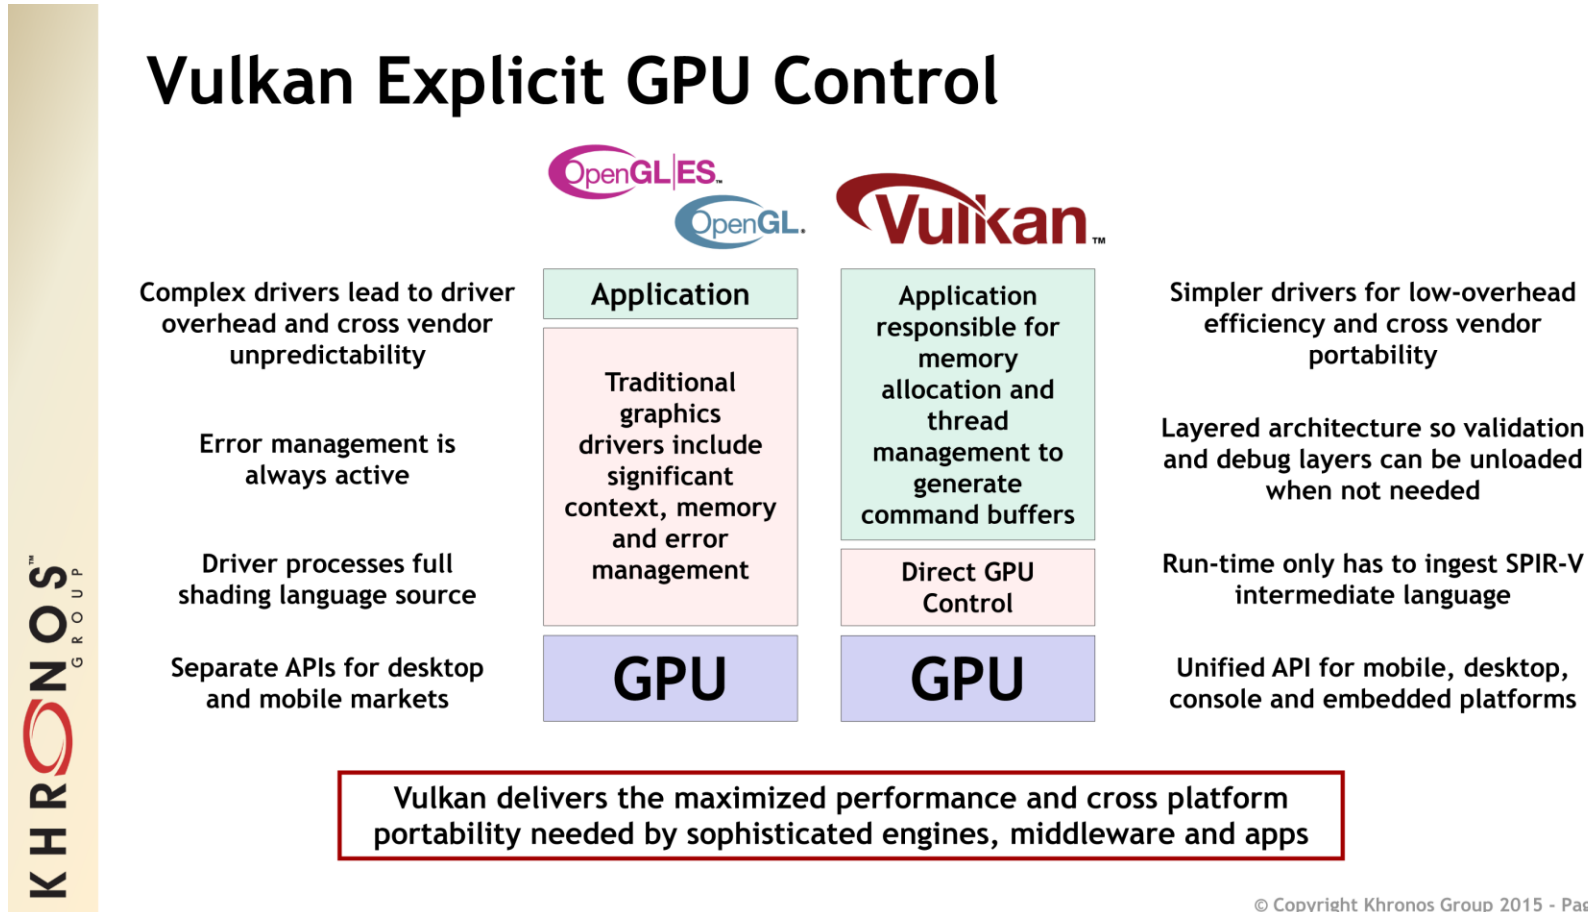 Vulkan Explicit GPU Control
OpenGL|ES™
OpenGL.
Vulkan™
Complex drivers lead to driver
overhead and cross vendor
unpredictability
Error management is
always active
Driver processes full
shading language source
Separate APIs for desktop
and mobile markets
Application
Traditional
graphics
drivers include
significant
context, memory
and error
management
GPU
Application
responsible for
memory
allocation and
thread
management to
generate
command buffers
Direct GPU
Control
GPU
Simpler drivers for low-overhead
efficiency and cross vendor
portability
Layered architecture so validation
and debug layers can be unloaded
when not needed
Run-time only has to ingest SPIR-V
intermediate language
Unified API for mobile, desktop,
console and embedded platforms
Vulkan delivers the maximized performance and cross platform
portability needed by sophisticated engines, middleware and apps
KHRONOS™
GROUP
© Copyright Khronos Group 2015 - Pag